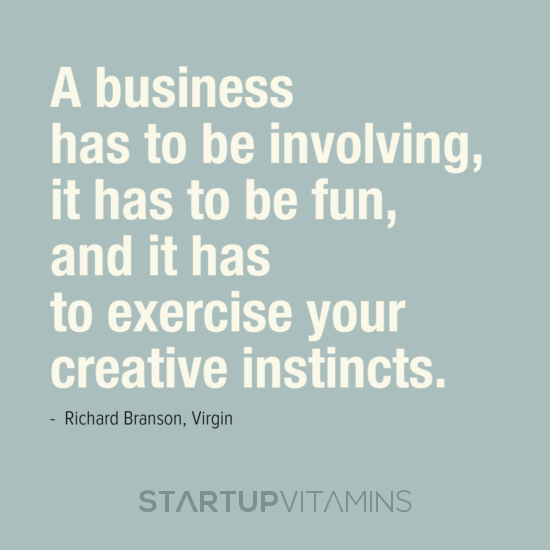 A business
has to be involving,
it has to be fun,
and it has
to exercise your
creative instincts.
- Richard Branson, Virgin
STARTUPVITAMINS